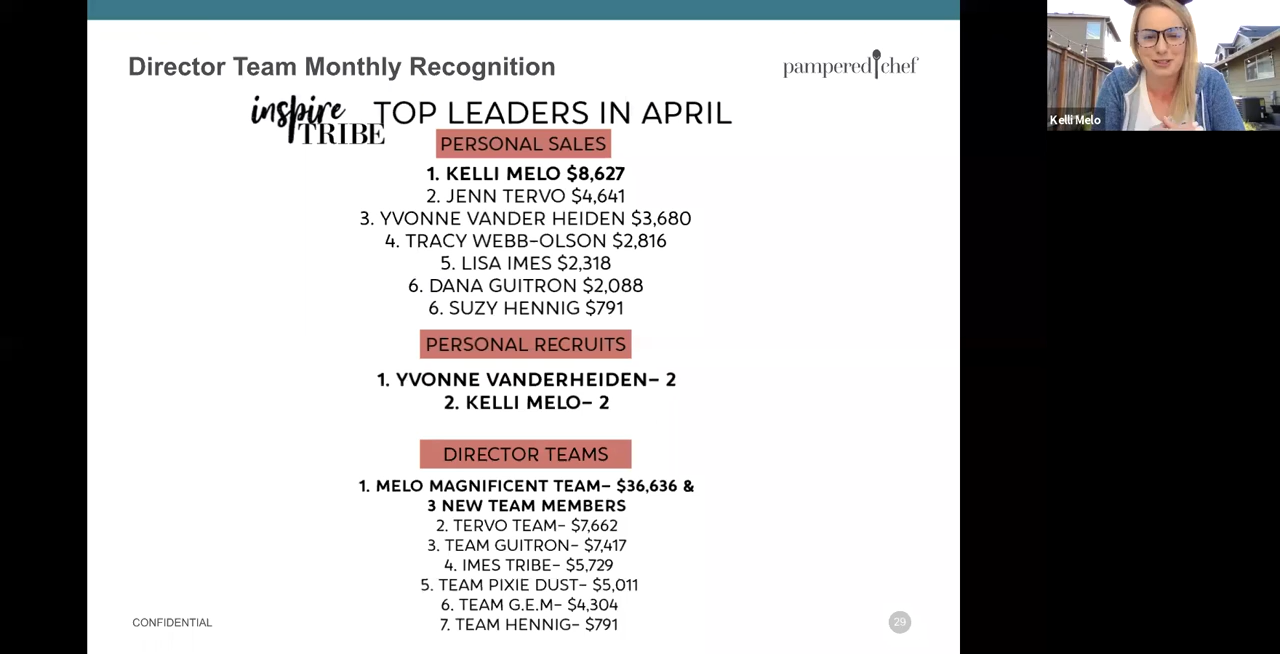 Director Team Monthly Recognition
pampered chef
inspire TRIBE TOP LEADERS IN APRIL
PERSONAL SALES
1. KELLI MELO $8,627
2. JENN TERVO $4,641
3. YVONNE VANDER HEIDEN $3,680
4. TRACY WEBB-OLSON $2,816
5. LISA IMES $2,318
6. DANA GUITRON $2,088
6. SUZY HENNIG $791
PERSONAL RECRUITS
1. YVONNE VANDERHEIDEN- 2
2. KELLI MELO- 2
DIRECTOR TEAMS
1. MELO MAGNIFICENT TEAM- $36,636 &
3 NEW TEAM MEMBERS
2. TERVO TEAM- $7,662
3. TEAM GUITRON- $7,417
4. IMES TRIBE- $5,729
5. TEAM PIXIE DUST- $5,011
6. TEAM G.E.M- $4,304
7. TEAM HENNIG- $791
CONFIDENTIAL
29
Kelli Melo